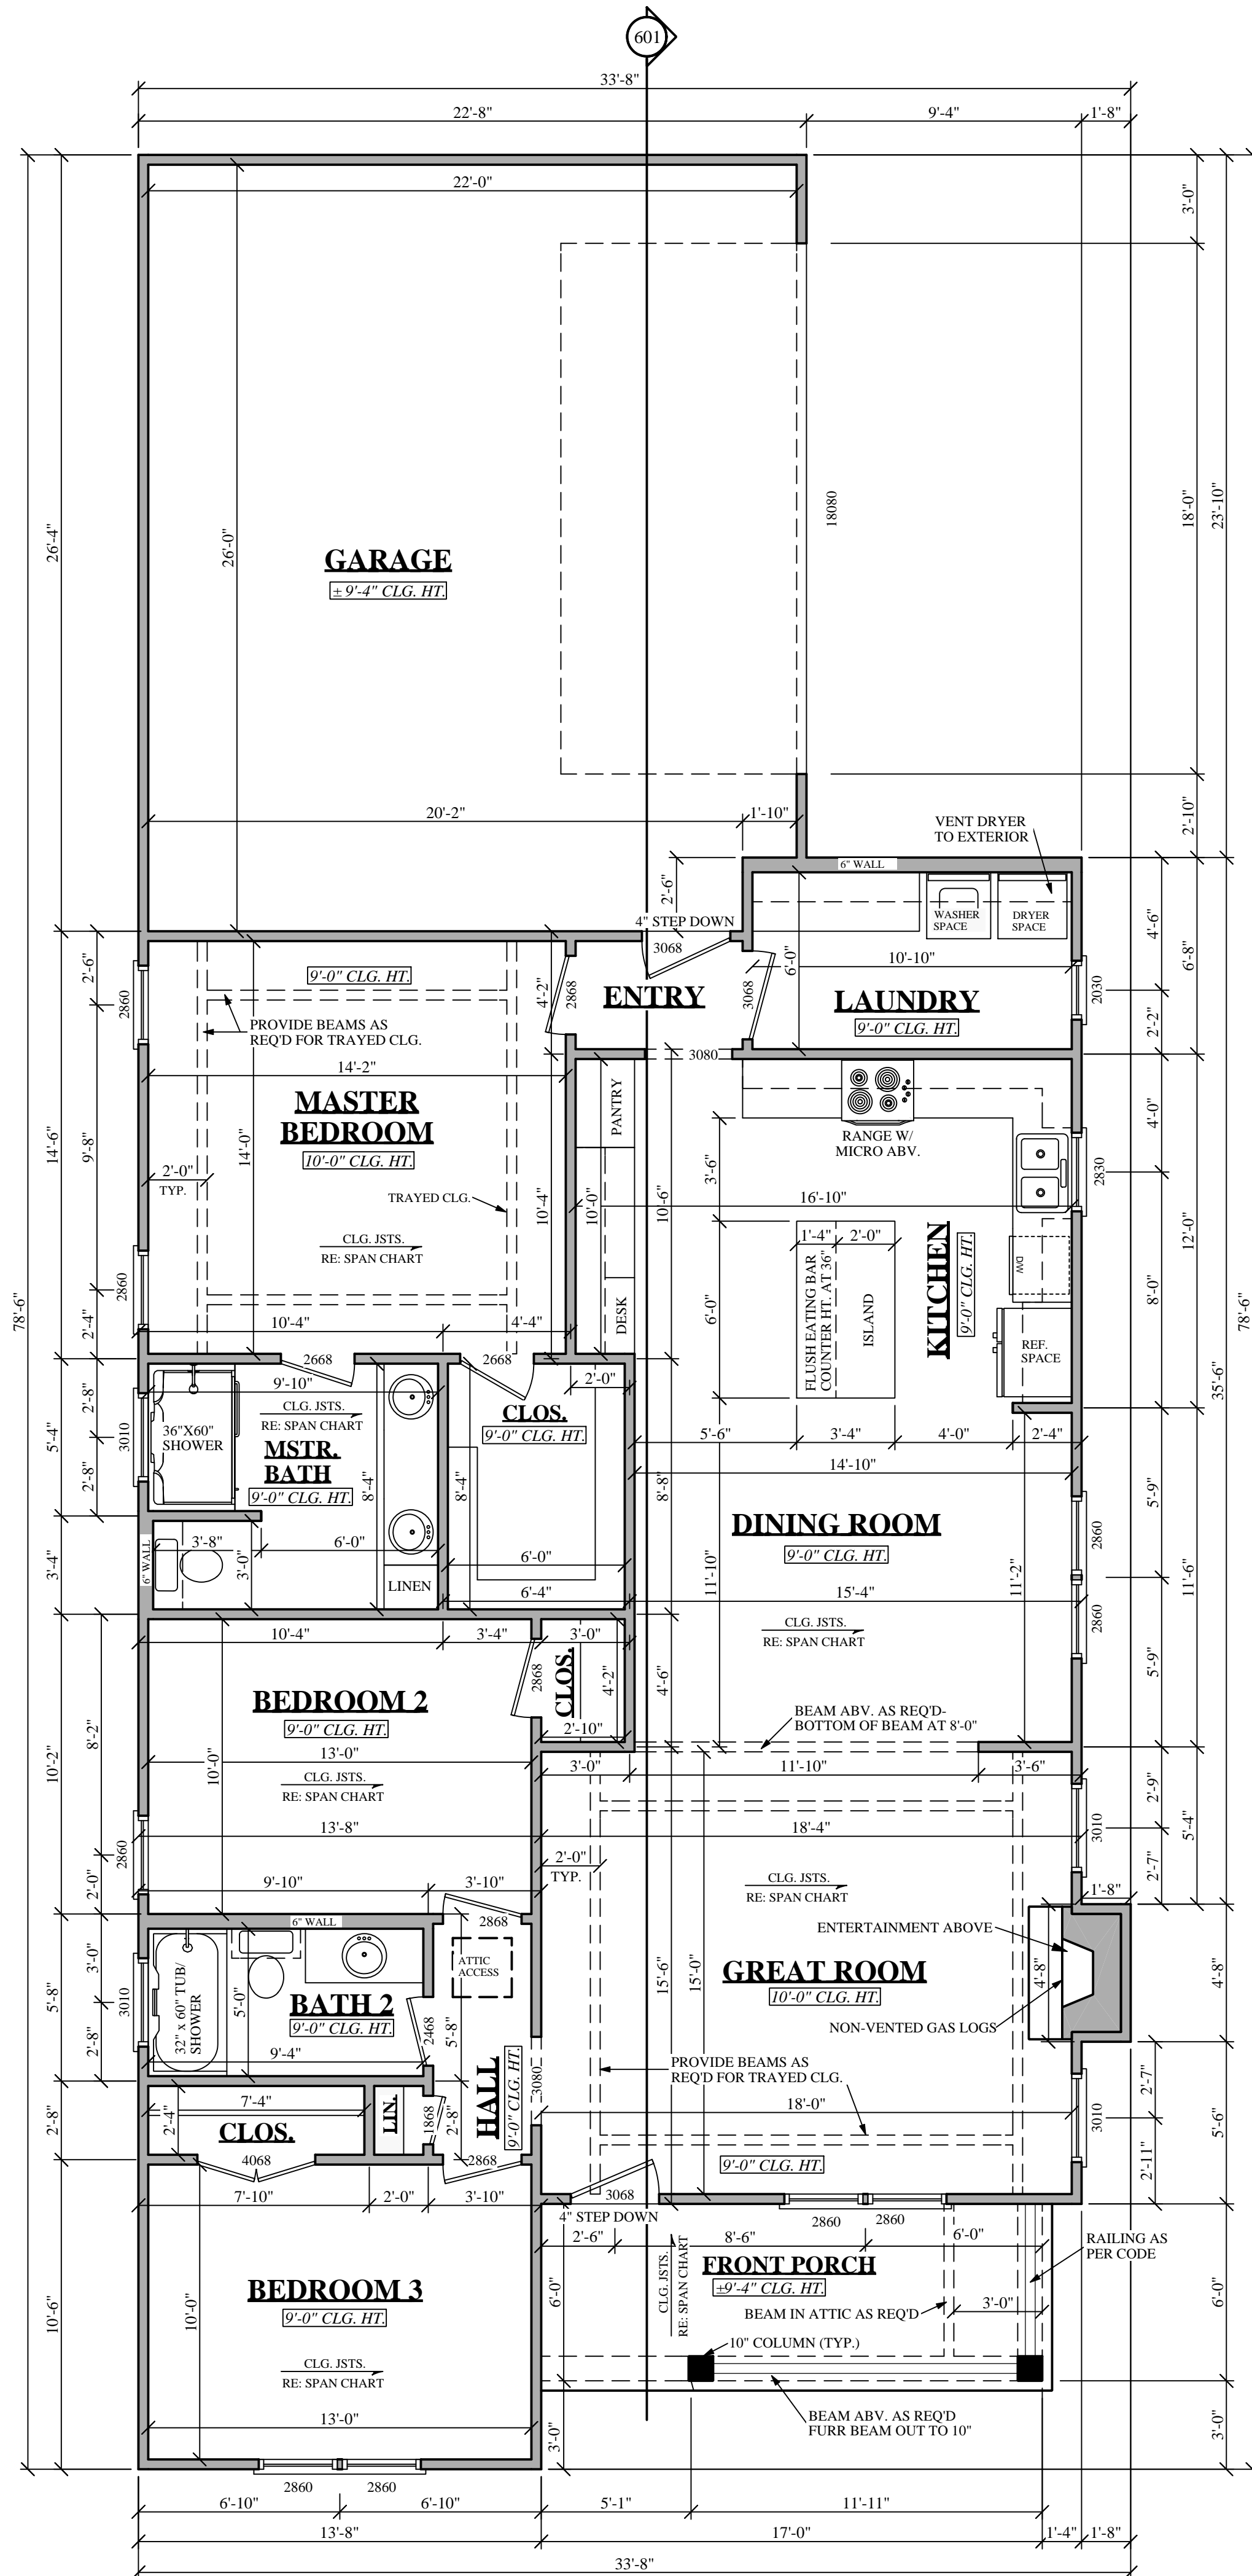 601
33'-8"
22'-8"
9'-4"
1'-8"
22'-0"
3'-0"
18080
18'-0"
23'-10"
26'-4"
26'-0"
GARAGE
± 9'-4" CLG. HT.
20'-2"
1'-10"
2'-10"
VENT DRYER
TO EXTERIOR
6" WALL
2'-6"
4" STEP DOWN
3068
WASHER
SPACE
DRYER
SPACE
4'-6"
6'-8"
10'-10"
6'-0"
2'-6"
2860
9'-0" CLG. HT.
4'-2"
2868
ENTRY
3068
LAUNDRY
9'-0" CLG. HT.
2030
2'-2"
PROVIDE BEAMS AS
REQ'D FOR TRAYED CLG.
3080
14'-2"
MASTER
BEDROOM
10'-0" CLG. HT.
PANTRY
RANGE W/
MICRO ABV.
4'-0"
2830
14'-6"
9'-8"
14'-0"
2'-0"
TYP.
TRAYED CLG.
10'-4"
10'-0"
10'-6"
3'-6"
16'-10"
12'-0"
78'-6"
78'-6"
CLG. JSTS.
RE: SPAN CHART
1'-4"
2'-0"
FLUSH EATING BAR
COUNTER HT. AT 36"
ISLAND
KITCHEN
9'-0" CLG. HT.
D/W
8'-0"
2860
2'-4"
10'-4"
4'-4"
DESK
6'-0"
REF.
SPACE
35'-6"
2668
2668
9'-10"
2'-0"
CLG. JSTS.
RE: SPAN CHART
CLOS.
9'-0" CLG. HT.
36"X60"
SHOWER
MSTR.
BATH
9'-0" CLG. HT.
2'-8"
5'-4"
3010
2'-8"
8'-4"
8'-4"
8'-8"
5'-6"
3'-4"
4'-0"
2'-4"
14'-10"
DINING ROOM
9'-0" CLG. HT.
5'-9"
2860
11'-6"
6" WALL
3'-8"
6'-0"
3'-0"
3'-4"
6'-0"
11'-10"
11'-2"
LINEN
6'-4"
15'-4"
2860
10'-4"
3'-4"
3'-0"
CLG. JSTS.
RE: SPAN CHART
5'-9"
BEDROOM 2
9'-0" CLG. HT.
2868
CLOS.
4'-2"
4'-6"
2'-10"
BEAM ABV. AS REQ'D-
BOTTOM OF BEAM AT 8'-0"
8'-2"
10'-2"
10'-0"
13'-0"
3'-0"
11'-10"
3'-6"
2'-9"
CLG. JSTS.
RE: SPAN CHART
13'-8"
18'-4"
3010
5'-4"
2860
2'-0"
2'-0"
TYP.
CLG. JSTS.
RE: SPAN CHART
2'-7"
9'-10"
3'-10"
1'-8"
6" WALL
2868
ENTERTAINMENT ABOVE
ATTIC
ACCESS
3'-0"
5'-8"
3010
2'-8"
32" x 60" TUB/
SHOWER
5'-0"
BATH 2
9'-0" CLG. HT.
2468
5'-8"
15'-6"
15'-0"
GREAT ROOM
10'-0" CLG. HT.
4'-8"
4'-8"
NON-VENTED GAS LOGS
9'-4"
HALL
9'-0" CLG. HT.
3080
PROVIDE BEAMS AS
REQ'D FOR TRAYED CLG.
2'-7"
7'-4"
2'-4"
2'-8"
CLOS.
LIN.
1868
2'-8"
18'-0"
3010
5'-6"
2'-11"
4068
2868
9'-0" CLG. HT.
7'-10"
2'-0"
3'-10"
3068
4" STEP DOWN
2860
2860
2'-6"
8'-6"
6'-0"
RAILING AS
PER CODE
BEDROOM 3
9'-0" CLG. HT.
CLG. JSTS.
RE: SPAN CHART
FRONT PORCH
±9'-4" CLG. HT.
6'-0"
6'-0"
10'-6"
10'-0"
BEAM IN ATTIC AS REQ'D
3'-0"
10" COLUMN (TYP.)
CLG. JSTS.
RE: SPAN CHART
13'-0"
BEAM ABV. AS REQ'D
FURR BEAM OUT TO 10"
3'-0"
3'-0"
2860
2860
6'-10"
6'-10"
5'-1"
11'-11"
13'-8"
17'-0"
1'-4"
1'-8"
33'-8"